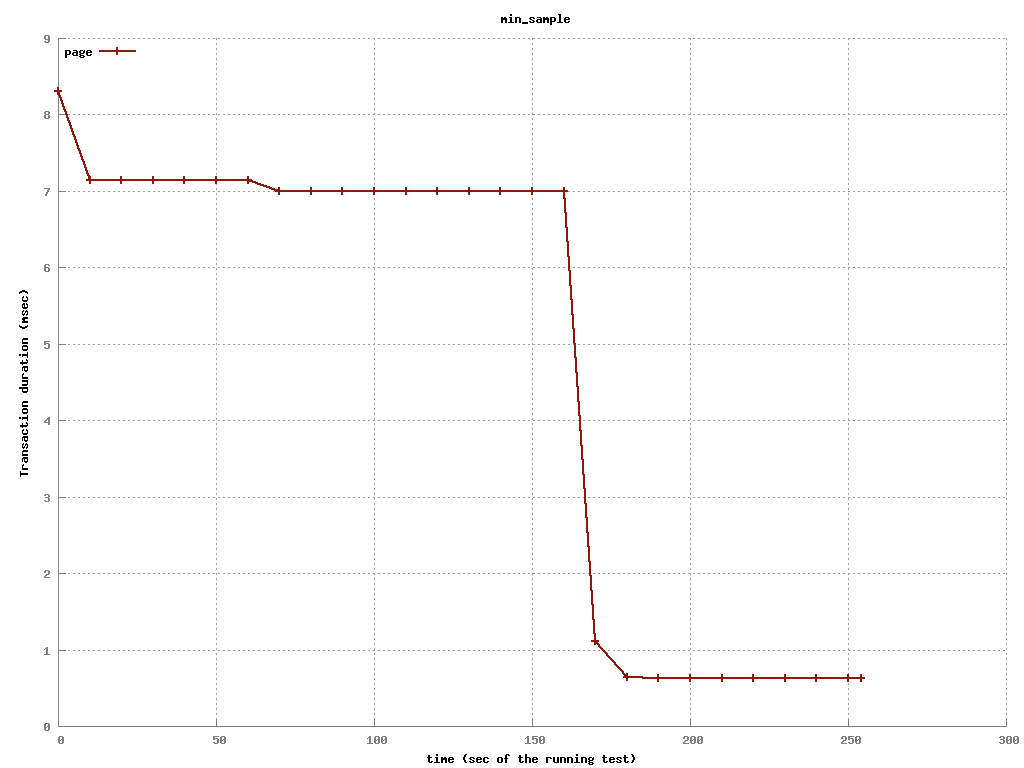 min_sample
page
9
8
7
6
5
4
3
2
1
0
Transaction duration (msec)
0 50 100 150 200 250 300
time (sec of the running test)